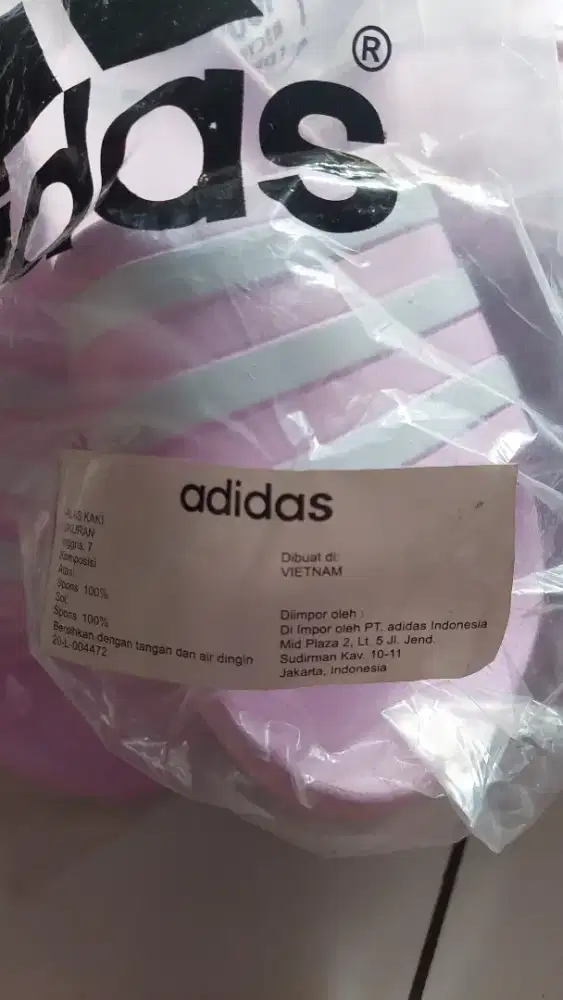 adidas
®
adidas
ALAS KAKI
UKURAN
Inggris, 7
Komposisi
Atas:
Spons 100%
Sol:
Spons 100%
Bersihkan dengan tangan dan air dingin
20-L-004472
Dibuat di:
VIETNAM
Diimpor oleh :
Di Impor oleh PT. adidas Indonesia
Mid Plaza 2, Lt. 5 Jl. Jend.
Sudirman Kav. 10-11
Jakarta, Indonesia